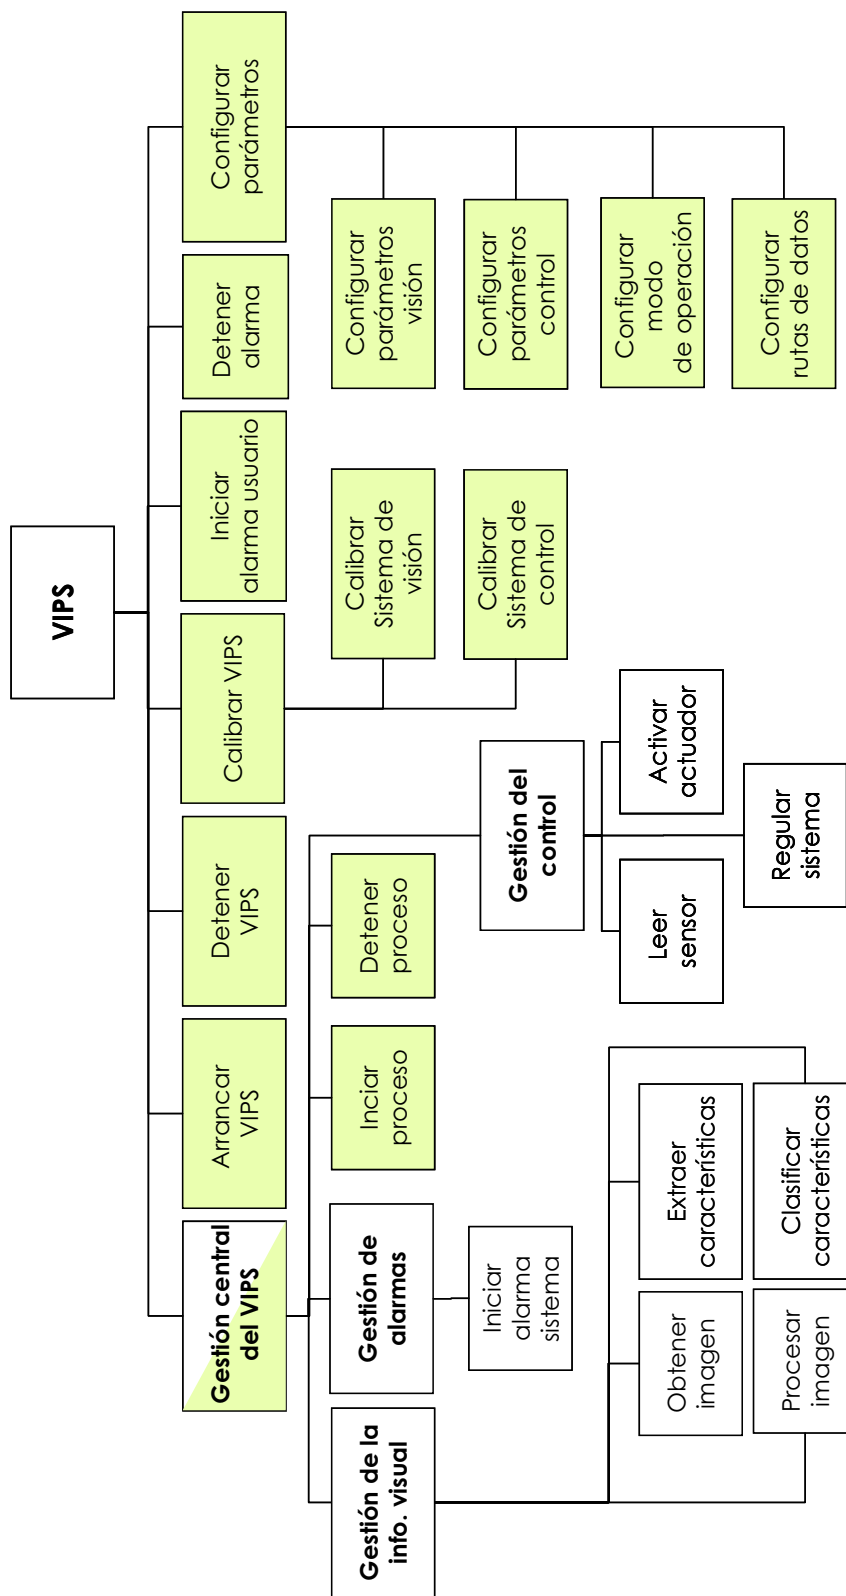 VIPS
Gestión central
del VIPS
Arrancar
VIPS
Detener
VIPS
Calibrar VIPS
Iniciar
alarma usuario
Detener
alarma
Configurar
parámetros
Gestión de la
info. visual
Gestión de
alarmas
Inciar
proceso
Detener
proceso
Gestión del
control
Calibrar
Sistema de
visión
Calibrar
Sistema de
control
Configurar
parámetros
visión
Configurar
parámetros
control
Configurar
modo
de operación
Configurar
rutas de datos
Iniciar
alarma
sistema
Obtener
imagen
Extraer
características
Procesar
imagen
Clasificar
características
Leer
sensor
Activar
actuador
Regular
sistema